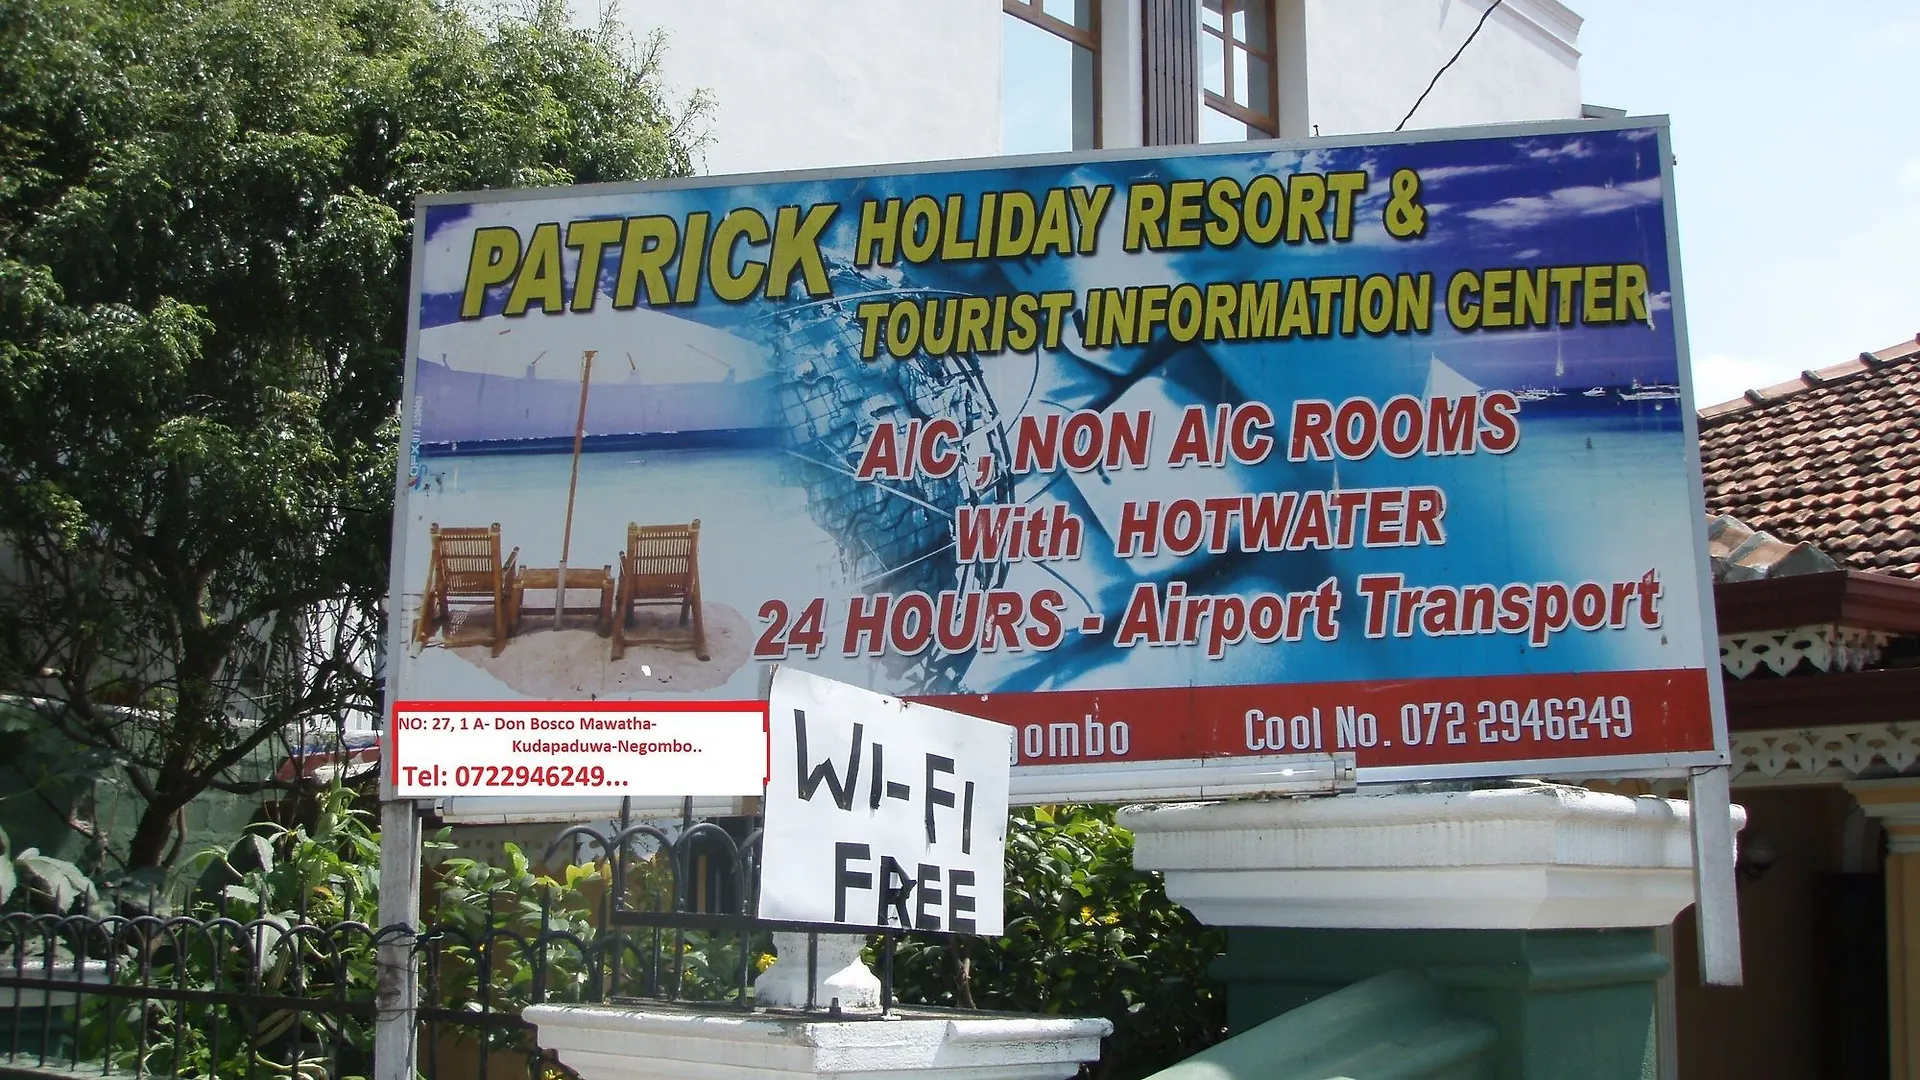 PATRICK HOLIDAY RESORT &
TOURIST INFORMATION CENTER
A/C , NON A/C ROOMS
With HOTWATER
24 HOURS - Airport Transport
NO: 27, 1 A- Don Bosco Mawatha-
Kudapaduwa-Negombo..
Tel: 0722946249...
gombo Cool No. 072 2946249
WI-FI
FREE